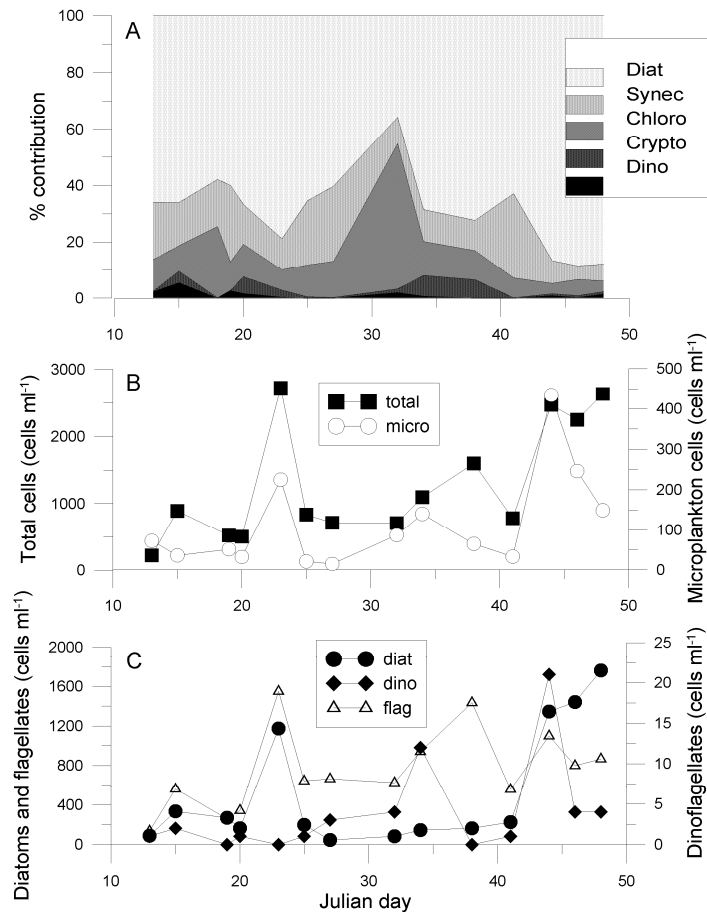 A
% contribution
100
80
60
40
20
0
Diat
Synec
Chloro
Crypto
Dino
10 20 30 40 50
B
Total cells (cells ml-1)
3000
2000
1000
0
total
micro
500
400
300
200
100
0
Microplankton cells (cells ml-1)
10 20 30 40 50
C
Diatoms and flagellates (cells ml-1)
2000
1600
1200
800
400
0
diat
dino
flag
25
20
15
10
5
0
Dinoflagellates (cells ml-1)
10 20 30 40 50
Julian day